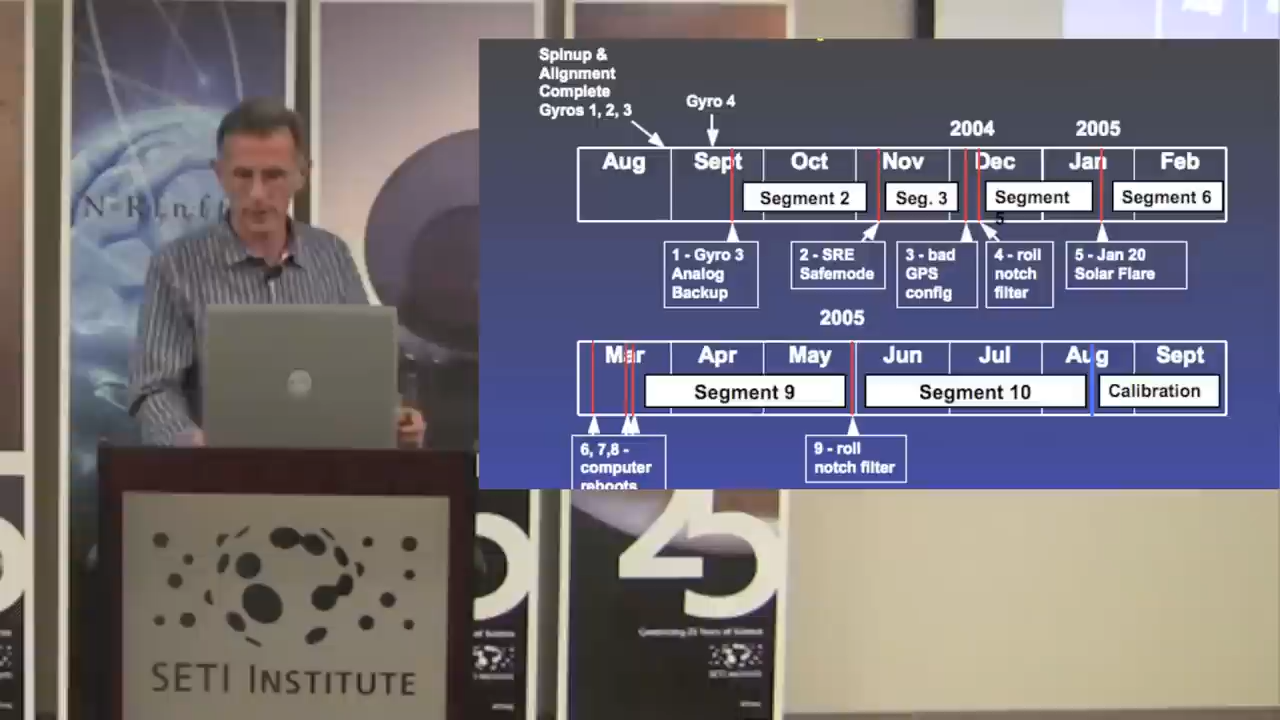 Spinup &
Alignment
Complete
Gyros 1, 2, 3
Gyro 4
2004
2005
Aug
Sept
Oct
Nov
Dec
Jan
Feb
Segment 2
Seg. 3
Segment
5
Segment 6
1 - Gyro 3
Analog
Backup
2 - SRE
Safemode
3 - bad
GPS
config
4 - roll
notch
filter
5 - Jan 20
Solar Flare
2005
Mar
Apr
May
Jun
Jul
Aug
Sept
Segment 9
Segment 10
Calibration
6, 7,8 -
computer
reboots
9 - roll
notch filter
25
SETI INSTITUTE